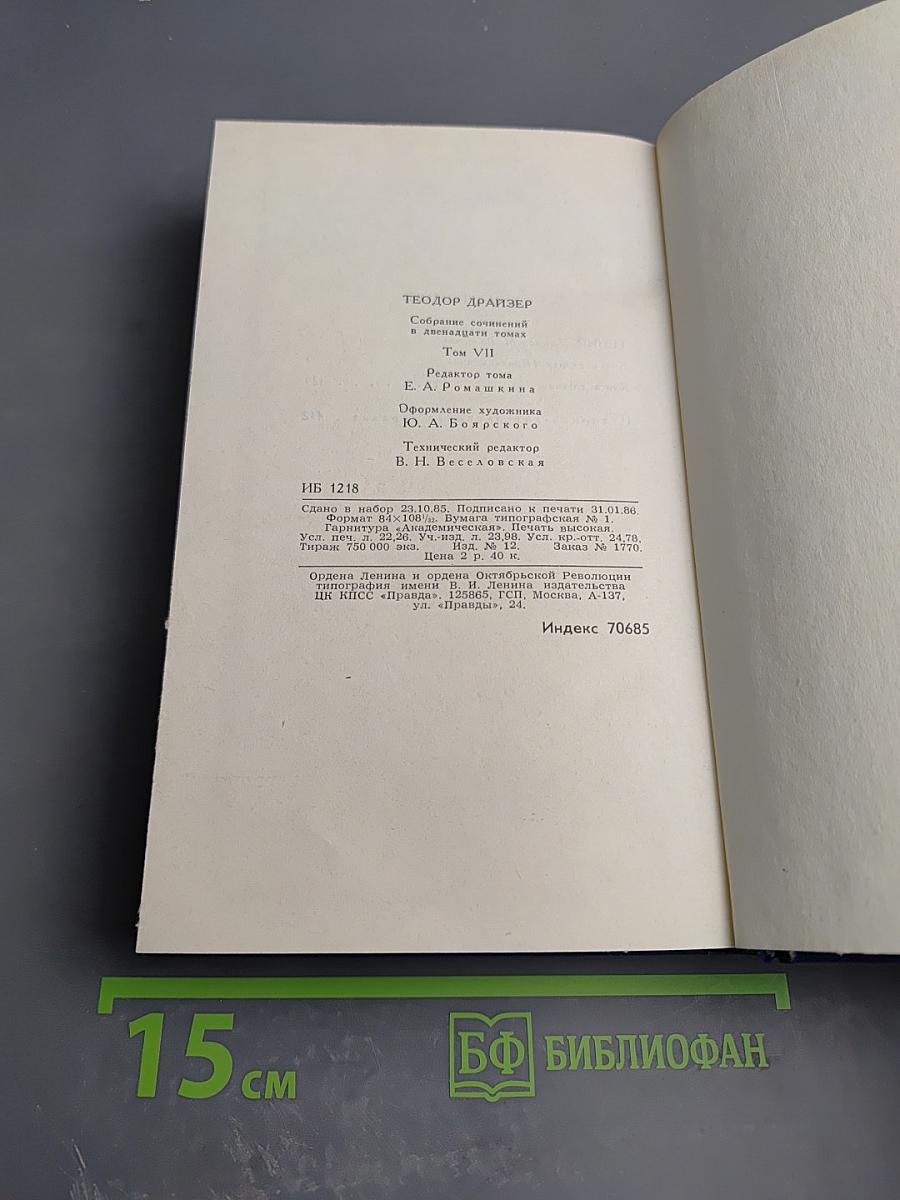 ТЕОДОР ДРАЙЗЕР
Собрание сочинений
в двенадцати томах
Том VII
Редактор тома
Е. А. Ромашкина
Оформление художника
Ю. А. Боярского
Технический редактор
В. Н. Веселовская
ИБ 1218
Сдано в набор 23.10.85. Подписано к печати 31.01.86.
Формат 84×108¹/₃₂. Бумага типографская № 1.
Гарнитура «Академическая». Печать высокая.
Усл. печ. л. 22,26. Уч.-изд. л. 23,98. Усл. кр.-отт. 24,78.
Тираж 750 000 экз. Изд. № 12. Заказ № 1770.
Цена 2 р. 40 к.
Ордена Ленина и ордена Октябрьской Революции
типография имени В. И. Ленина издательства
ЦК КПСС «Правда». 125865, ГСП, Москва, А-137,
ул. «Правды», 24.
Индекс 70685
15 см
БФ БИБЛИОФАН